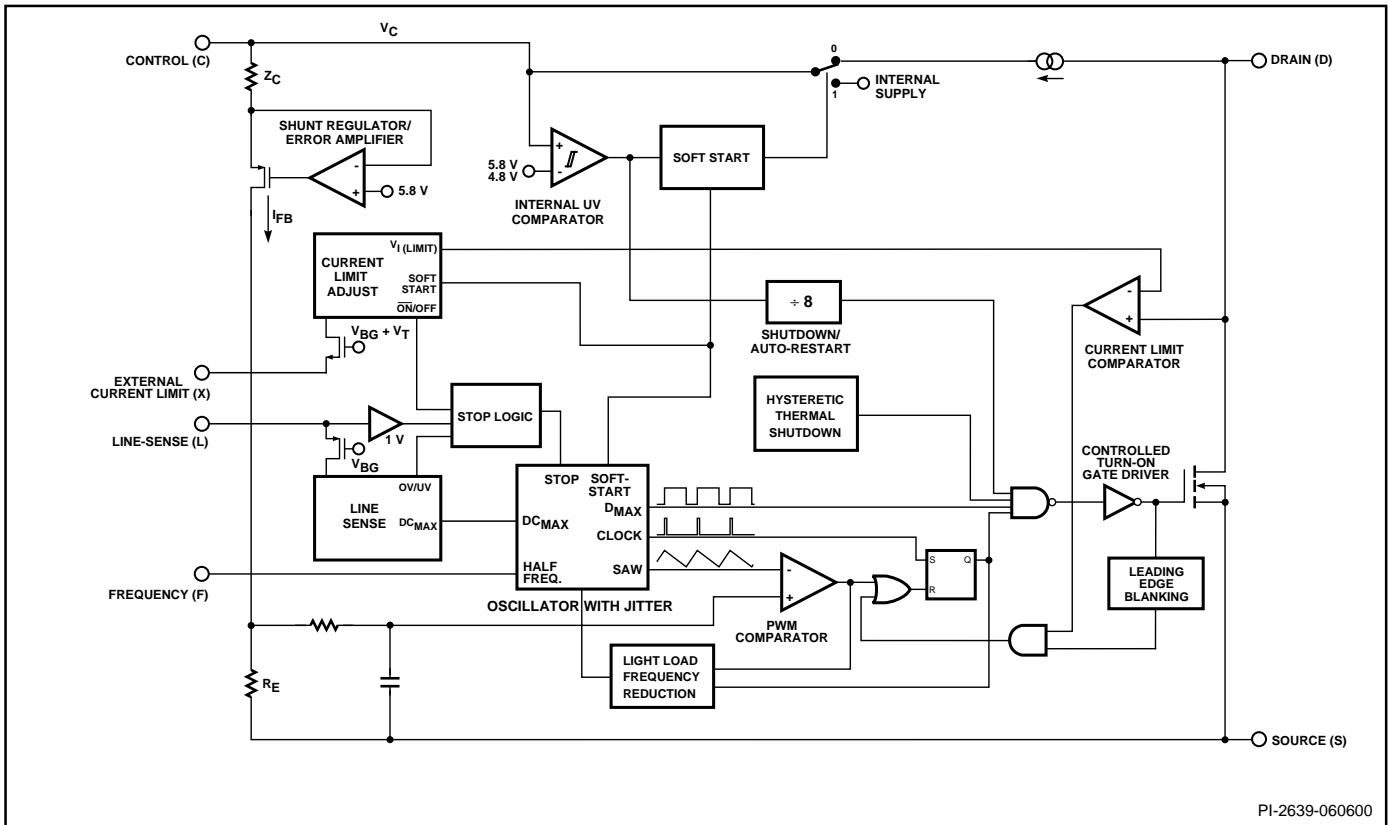 VC
CONTROL (C)
ZC
0
1
INTERNAL
SUPPLY
DRAIN (D)
SHUNT REGULATOR/
ERROR AMPLIFIER
-
+
5.8 V
IFB
+
-
5.8 V
4.8 V
INTERNAL UV
COMPARATOR
SOFT START
CURRENT
LIMIT
ADJUST
VI (LIMIT)
SOFT
START
ON/OFF
VBG + VT
÷ 8
SHUTDOWN/
AUTO-RESTART
-
+
CURRENT LIMIT
COMPARATOR
EXTERNAL
CURRENT LIMIT (X)
LINE-SENSE (L)
1 V
VBG
STOP LOGIC
HYSTERETIC
THERMAL
SHUTDOWN
CONTROLLED
TURN-ON
GATE DRIVER
OV/UV
LINE
SENSE
DCMAX
STOP
SOFT-
START
DCMAX
DMAX
CLOCK
HALF
FREQ.
SAW
OSCILLATOR WITH JITTER
FREQUENCY (F)
-
+
PWM
COMPARATOR
S
Q
R
LEADING
EDGE
BLANKING
LIGHT LOAD
FREQUENCY
REDUCTION
RE
SOURCE (S)
PI-2639-060600